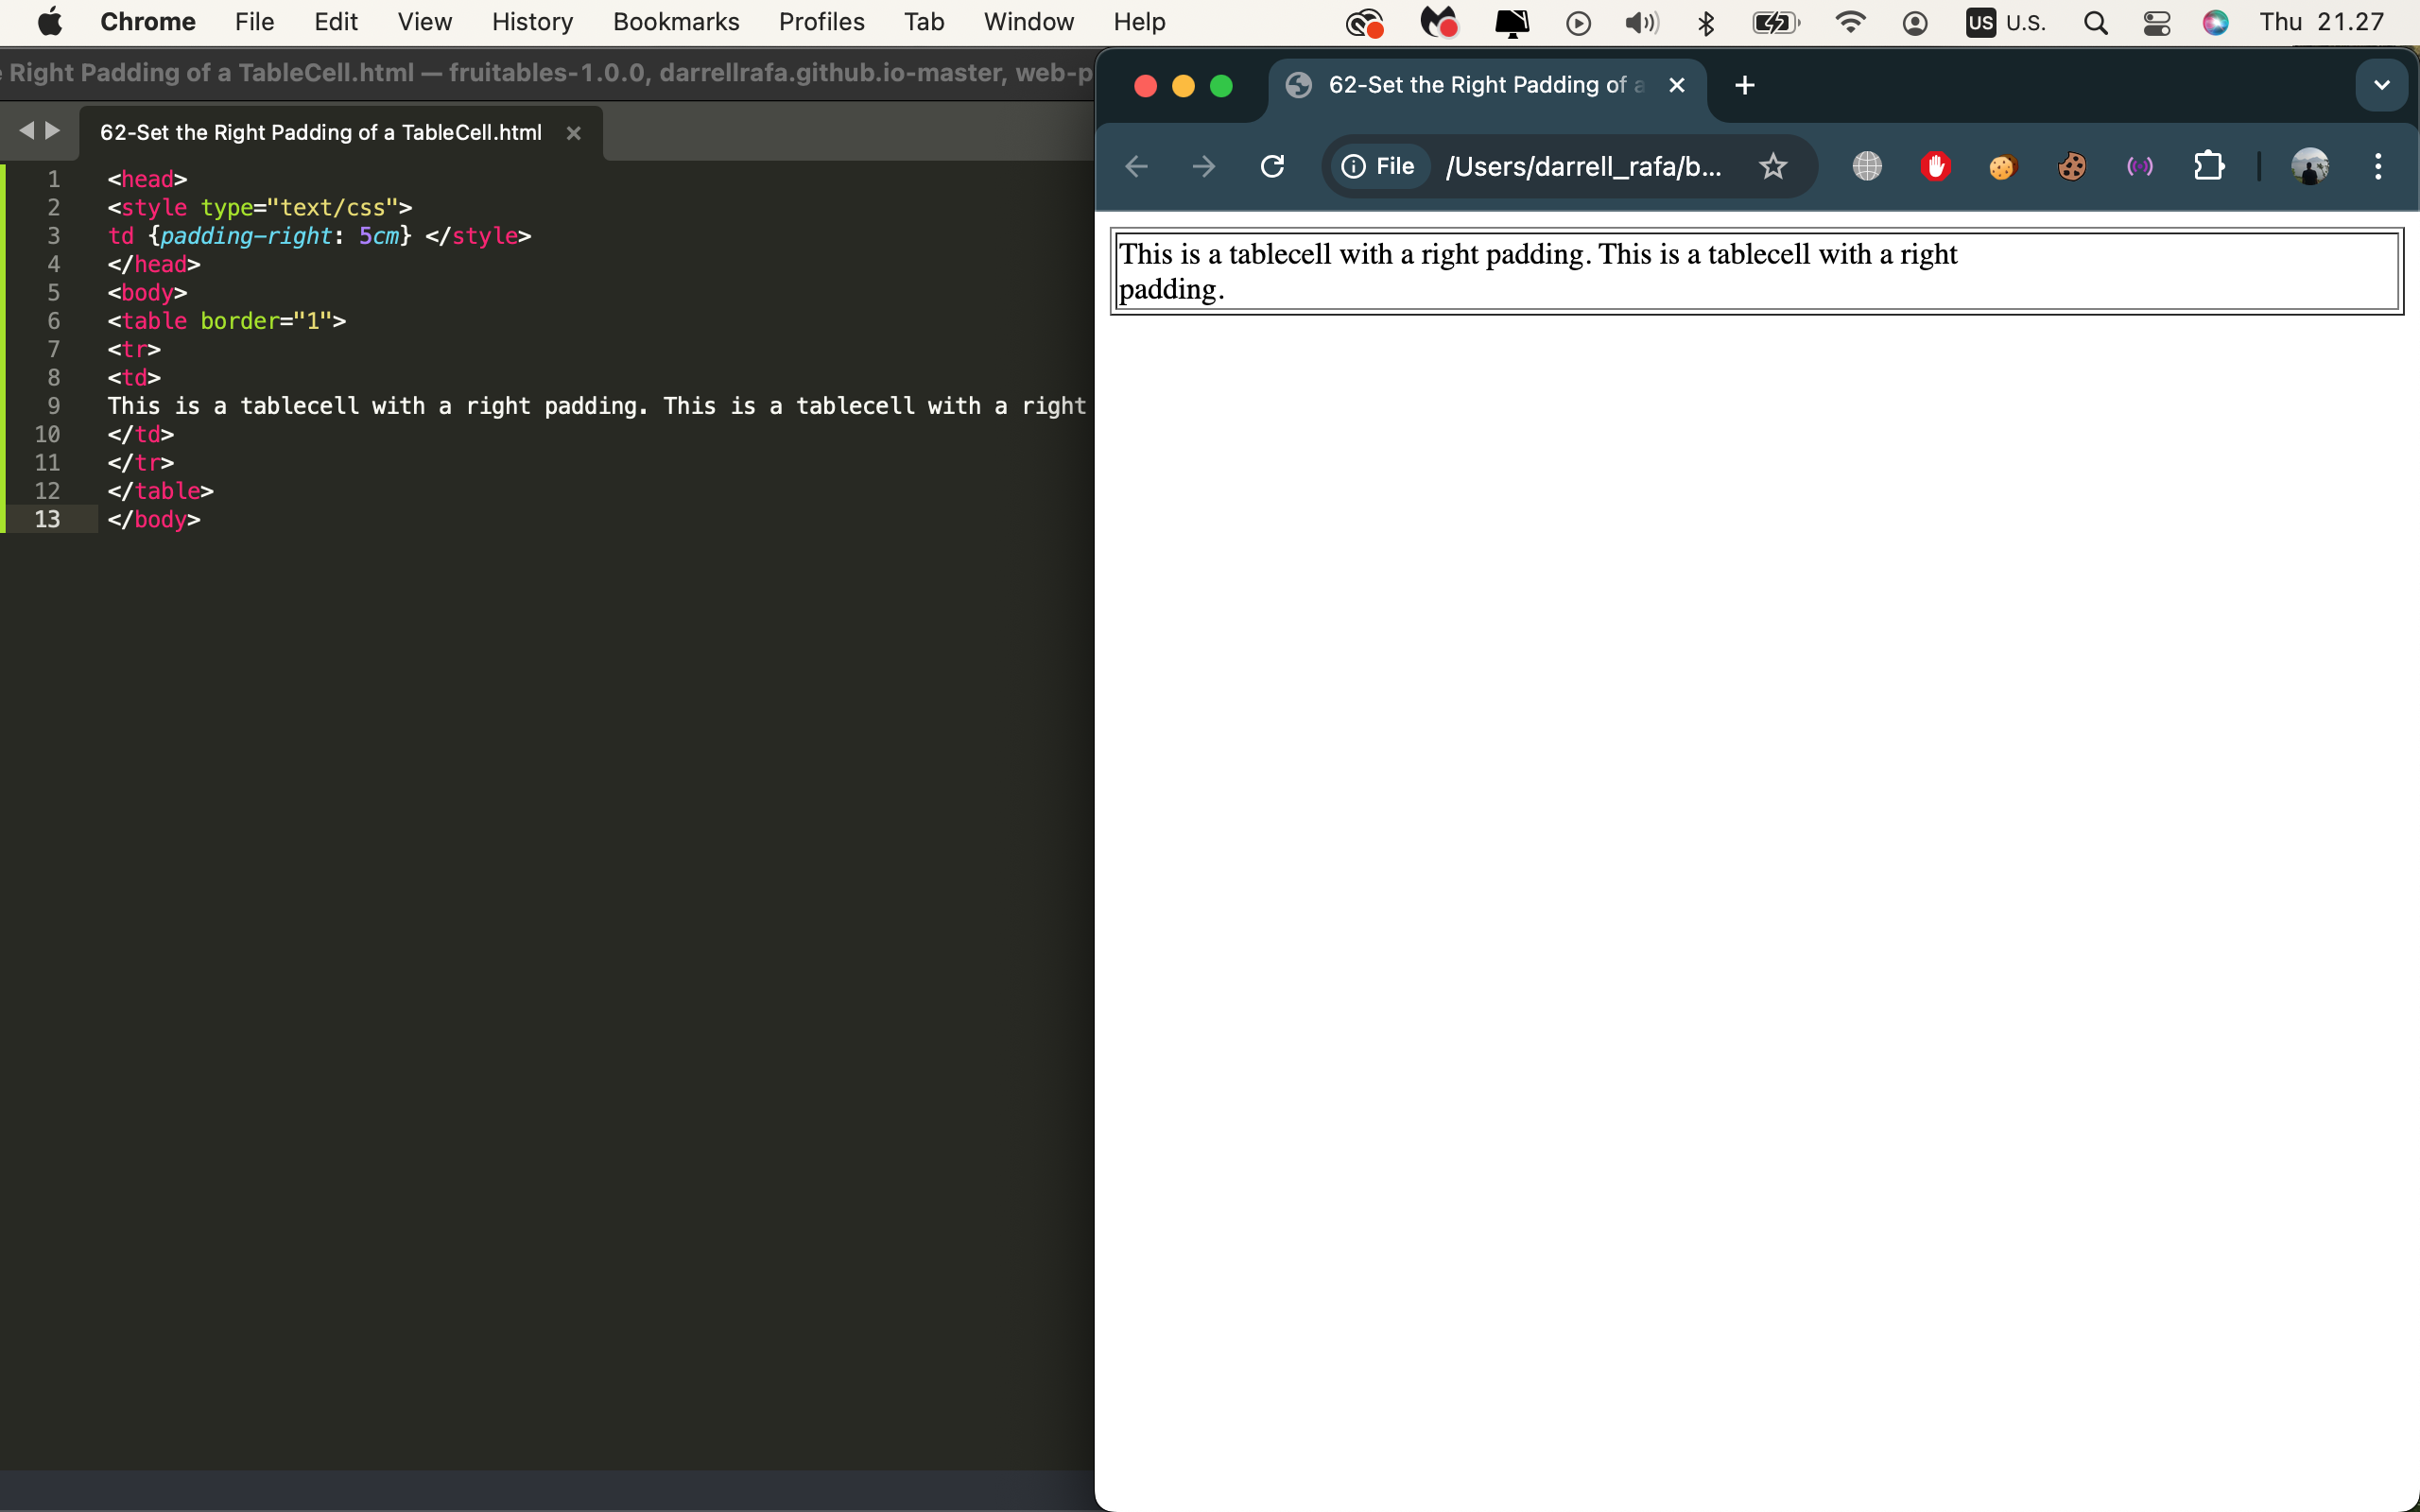 Chrome File Edit View History Bookmarks Profiles Tab Window Help US U.S. Thu 21.27
Right Padding of a TableCell.html — fruitables-1.0.0, darrellrafa.github.io-master, web-p
62-Set the Right Padding of a TableCell.html
1 <head>
2 <style type="text/css">
3 td {padding-right: 5cm} </style>
4 </head>
5 <body>
6 <table border="1">
7 <tr>
8 <td>
9 This is a tablecell with a right padding. This is a tablecell with a right
10 </td>
11 </tr>
12 </table>
13 </body>
62-Set the Right Padding of a
File /Users/darrell_rafa/b...
This is a tablecell with a right padding. This is a tablecell with a right
padding.